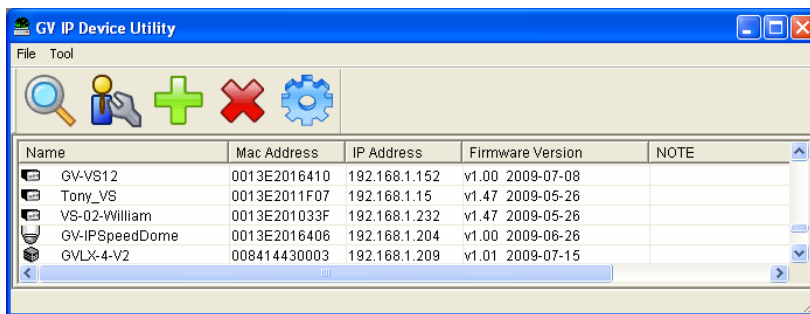 GV IP Device Utility
File Tool
Name Mac Address IP Address Firmware Version NOTE
GV-VS12 0013E2016410 192.168.1.152 v1.00 2009-07-08
Tony_VS 0013E2011F07 192.168.1.15 v1.47 2009-05-26
VS-02-William 0013E201033F 192.168.1.232 v1.47 2009-05-26
GV-IPSpeedDome 0013E2016406 192.168.1.204 v1.00 2009-06-26
GVLX-4-V2 008414430003 192.168.1.209 v1.01 2009-07-15